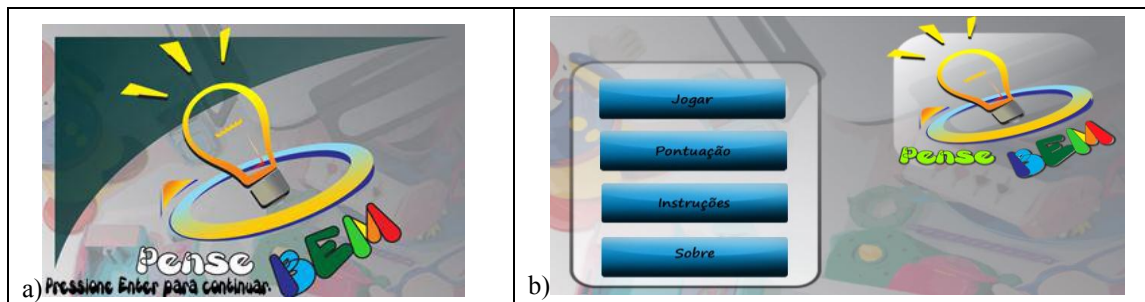 Pense BEM
a) Pressione Enter para continuar.
b)
Jogar
Pontuação
Instruções
Sobre
Pense BEM